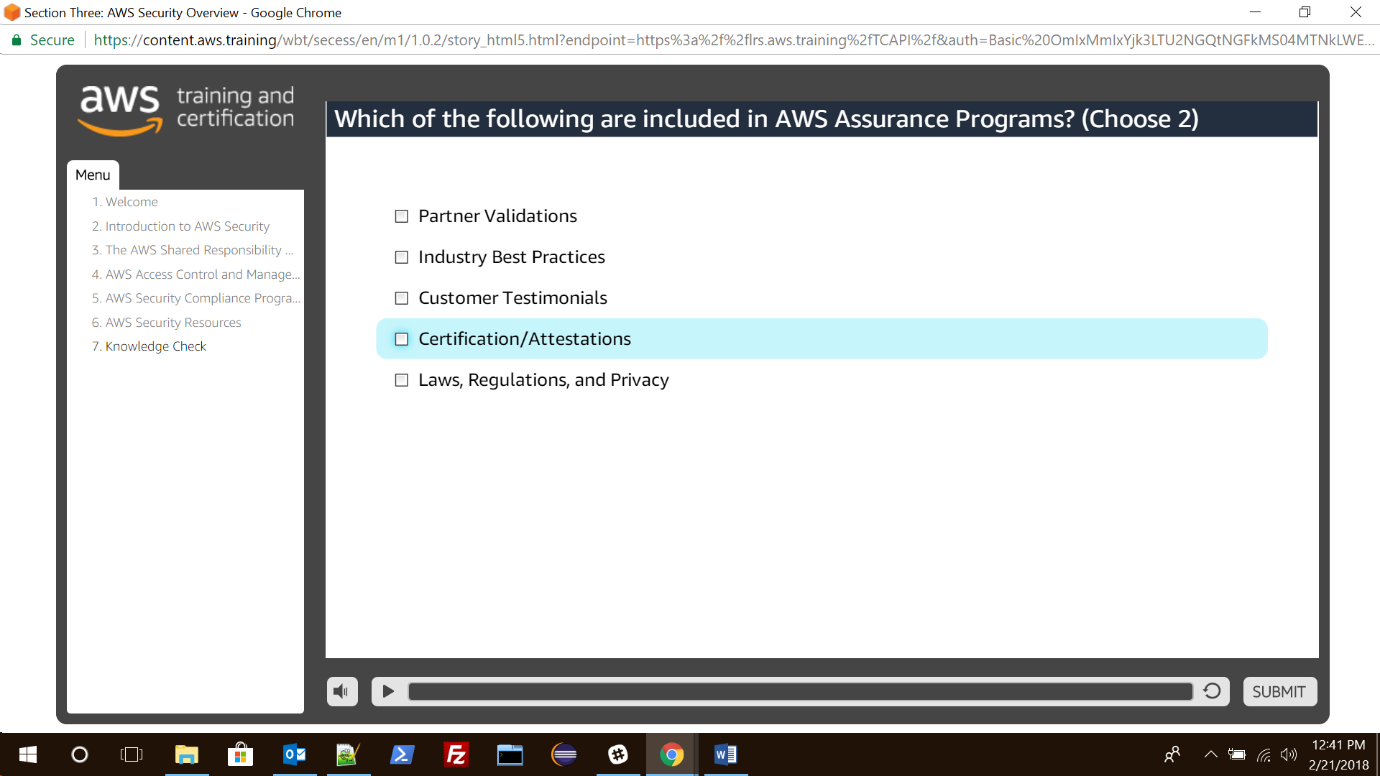 Section Three: AWS Security Overview - Google Chrome
Secure
https://content.aws.training/wbt/secess/en/m1/1.0.2/story_html5.html?endpoint=https%3a%2f%2flrs.aws.training%2fTCAPI%2f&auth=Basic%20OmIxMmIxYjk3LTU2NGQtNGFkMS04MTNkLWE...
aws training and
certification
Which of the following are included in AWS Assurance Programs? (Choose 2)
Menu
1. Welcome
2. Introduction to AWS Security
3. The AWS Shared Responsibility ...
4. AWS Access Control and Manage...
5. AWS Security Compliance Progra...
6. AWS Security Resources
7. Knowledge Check
Partner Validations
Industry Best Practices
Customer Testimonials
Certification/Attestations
Laws, Regulations, and Privacy
SUBMIT
12:41 PM
2/21/2018